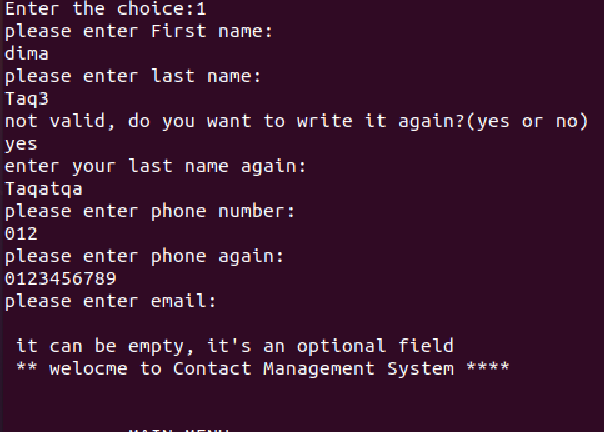 Enter the choice:1
please enter First name:
dima
please enter last name:
Taq3
not valid, do you want to write it again?(yes or no)
yes
enter your last name again:
Taqatqa
please enter phone number:
012
please enter phone again:
0123456789
please enter email:
it can be empty, it's an optional field
** welocme to Contact Management System ****
MAIN MENU